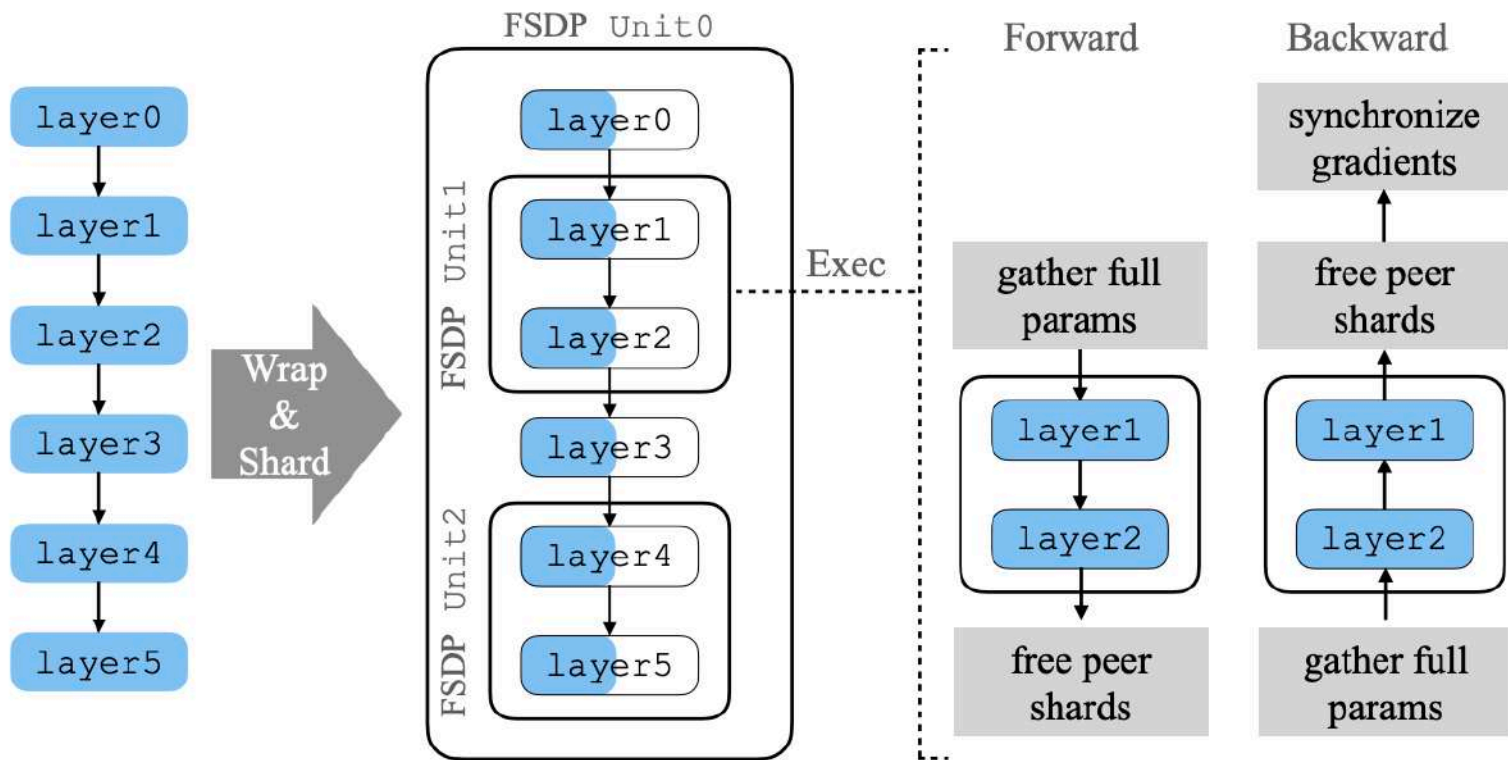 layer0
layer1
layer2
layer3
layer4
layer5
Wrap
&
Shard
FSDP Unit0
layer0
FSDP Unit1
layer1
layer2
layer3
FSDP Unit2
layer4
layer5
Exec
Forward
gather full
params
layer1
layer2
free peer
shards
Backward
synchronize
gradients
free peer
shards
layer1
layer2
gather full
params